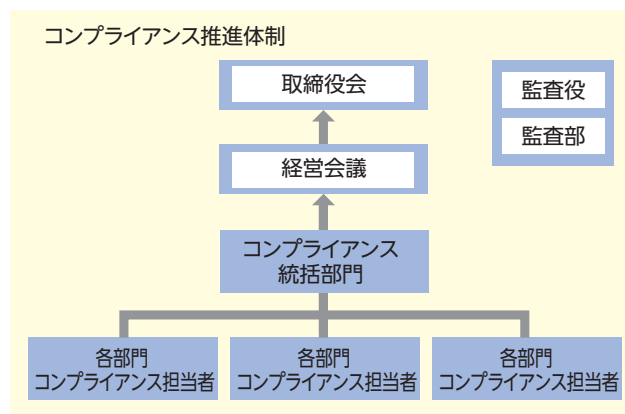 コンプライアンス推進体制
取締役会
監査役
監査部
経営会議
コンプライアンス
統括部門
各部門
コンプライアンス担当者
各部門
コンプライアンス担当者
各部門
コンプライアンス担当者